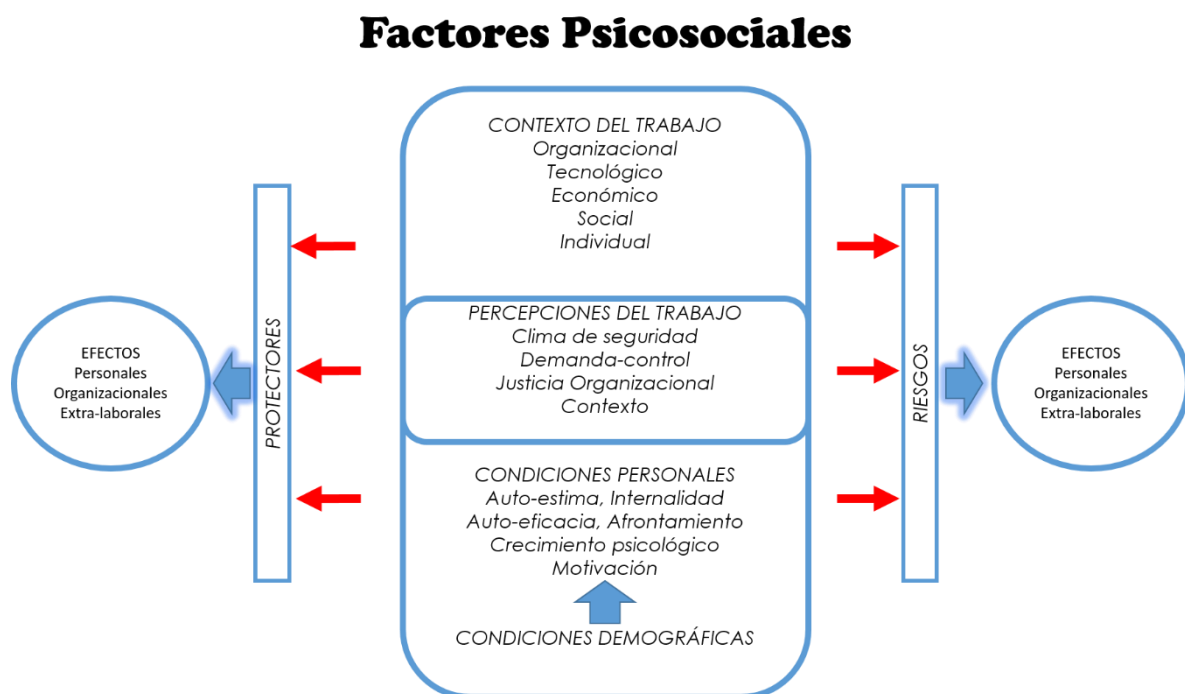 Factores Psicosociales
CONTEXTO DEL TRABAJO
Organizacional
Tecnológico
Económico
Social
Individual
PERCEPCIONES DEL TRABAJO
Clima de seguridad
Demanda-control
Justicia Organizacional
Contexto
CONDICIONES PERSONALES
Auto-estima, Internalidad
Auto-eficacia, Afrontamiento
Crecimiento psicológico
Motivación
CONDICIONES DEMOGRÁFICAS
PROTECTORES
EFECTOS
Personales
Organizacionales
Extra-laborales
RIESGOS
EFECTOS
Personales
Organizacionales
Extra-laborales